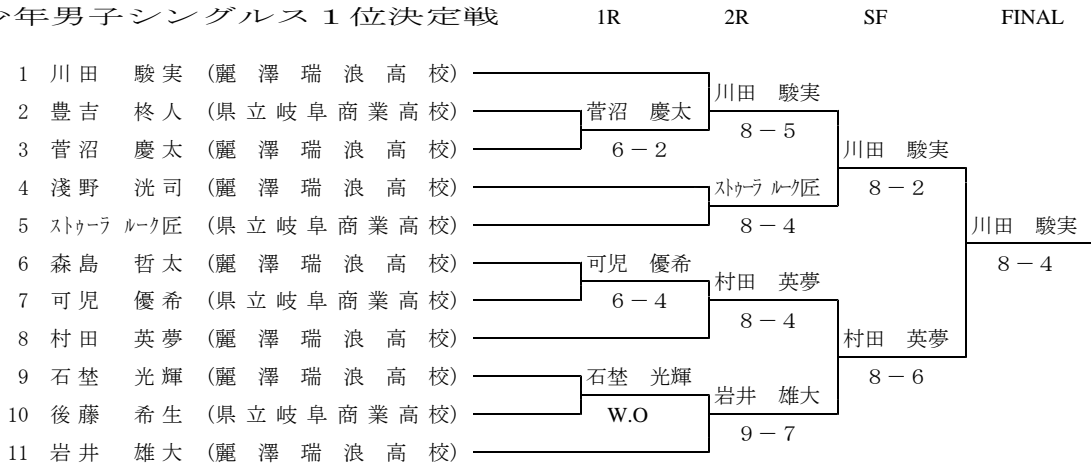 少年男子シングルス１位決定戦 1R 2R SF FINAL
1 川田 駿実 (麗澤瑞浪高校)
川田 駿実
2 豊吉 柊人 (県立岐阜商業高校) 菅沼 慶太
8－5
3 菅沼 慶太 (麗澤瑞浪高校) 6－2 川田 駿実
4 淺野 洸司 (麗澤瑞浪高校) ストゥーラ ルーク匠 8－2
5 ストゥーラ ルーク匠 (県立岐阜商業高校) 8－4 川田 駿実
6 森島 哲太 (麗澤瑞浪高校) 可児 優希 8－4
村田 英夢
7 可児 優希 (県立岐阜商業高校) 6－4
8－4
8 村田 英夢 (麗澤瑞浪高校) 村田 英夢
9 石埜 光輝 (麗澤瑞浪高校) 石埜 光輝 8－6
岩井 雄大
10 後藤 希生 (県立岐阜商業高校) W.O
9－7
11 岩井 雄大 (麗澤瑞浪高校)